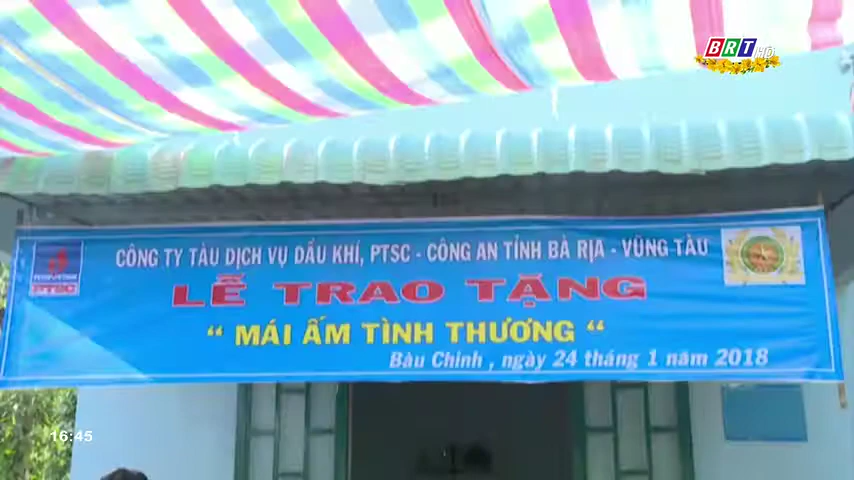 BRT HD
CÔNG TY TÀU DỊCH VỤ DẦU KHÍ, PTSC - CÔNG AN TỈNH BÀ RỊA - VŨNG TÀU
PTSC
LỄ TRAO TẶNG
“ MÁI ẤM TÌNH THƯƠNG “
Bàu Chinh , ngày 24 tháng 1 năm 2018
16:45